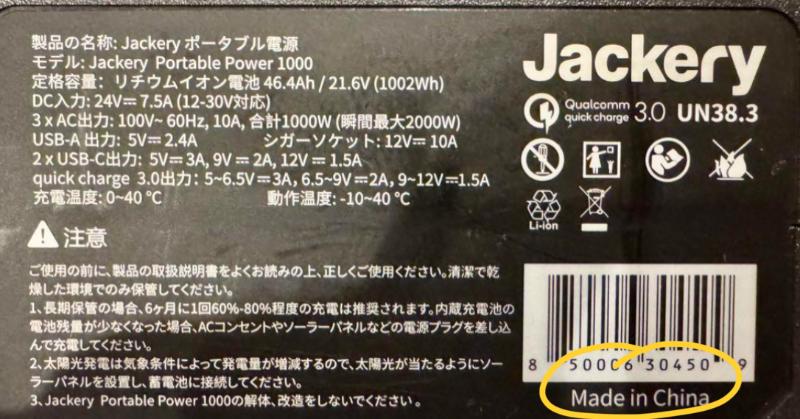 製品の名称: Jackery ポータブル電源
モデル: Jackery Portable Power 1000
定格容量: リチウムイオン電池 46.4Ah / 21.6V (1002Wh)
DC入力: 24V⎓7.5A (12-30V対応)
3 x AC出力: 100V~ 60Hz, 10A, 合計1000W (瞬間最大2000W)
USB-A 出力: 5V⎓2.4A シガーソケット: 12V⎓10A
2 x USB-C出力: 5V⎓3A, 9V⎓2A, 12V⎓1.5A
quick charge 3.0出力: 5~6.5V⎓3A, 6.5~9V⎓2A, 9~12V⎓1.5A
充電温度: 0~40 ℃ 動作温度: -10~40 ℃
注意
ご使用の前に、製品の取扱説明書をよくお読みの上、正しくご使用ください。清潔で乾
燥した環境でのみ保管してください。
1、長期保管の場合、6ヶ月に1回60%-80%程度の充電は推奨されます。内蔵充電池の
電池残量が少なくなった場合、ACコンセントやソーラーパネルなどの電源プラグを差し込
んで充電してください。
2、太陽光発電は気象条件によって発電量が増減するので、太陽光が当たるようにソー
ラーパネルを設置し、蓄電池に接続してください。
3、Jackery Portable Power 1000の解体、改造をしないでください。
Jackery
Qualcomm
quick charge 3.0 UN38.3
Li-ion
8 50006 30450 9
Made in China